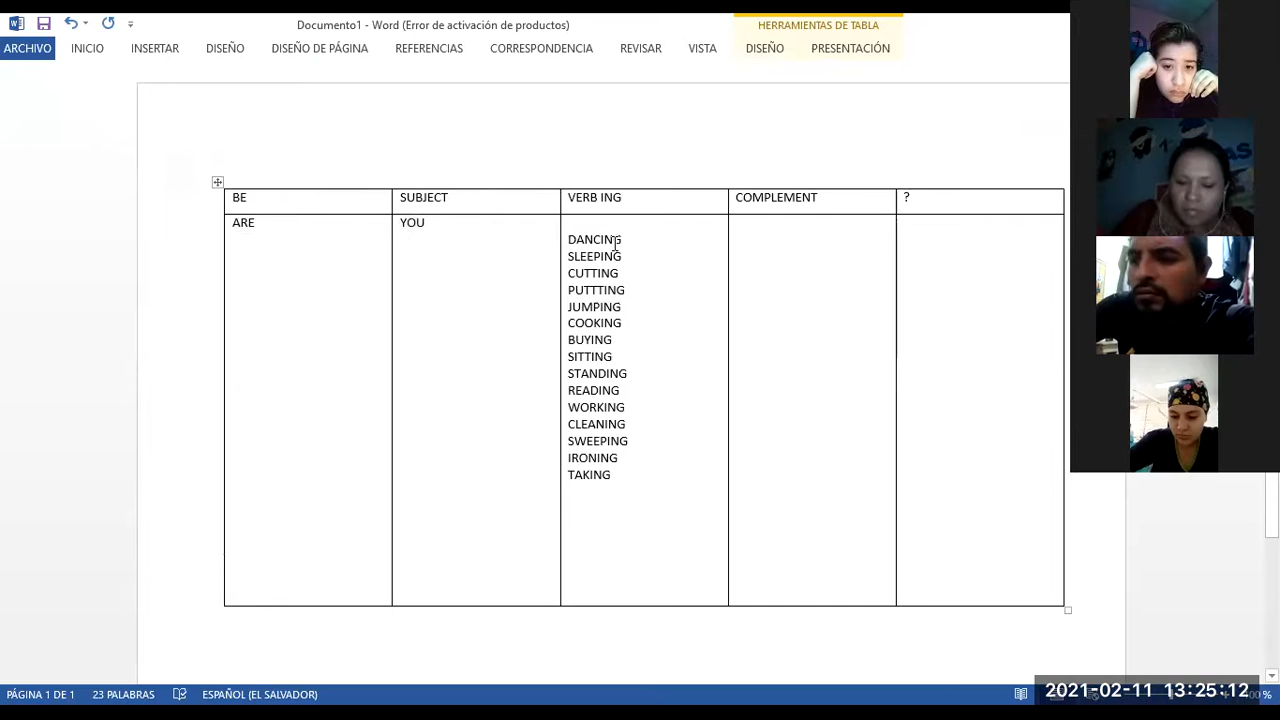 Documento1 - Word (Error de activación de productos)
HERRAMIENTAS DE TABLA
ARCHIVO INICIO INSERTAR DISEÑO DISEÑO DE PÁGINA REFERENCIAS CORRESPONDENCIA REVISAR VISTA DISEÑO PRESENTACIÓN
BE SUBJECT VERB ING COMPLEMENT ?
ARE YOU
DANCING
SLEEPING
CUTTING
PUTTTING
JUMPING
COOKING
BUYING
SITTING
STANDING
READING
WORKING
CLEANING
SWEEPING
IRONING
TAKING
PÁGINA 1 DE 1 23 PALABRAS ESPAÑOL (EL SALVADOR)
2021-02-11 13:25:12